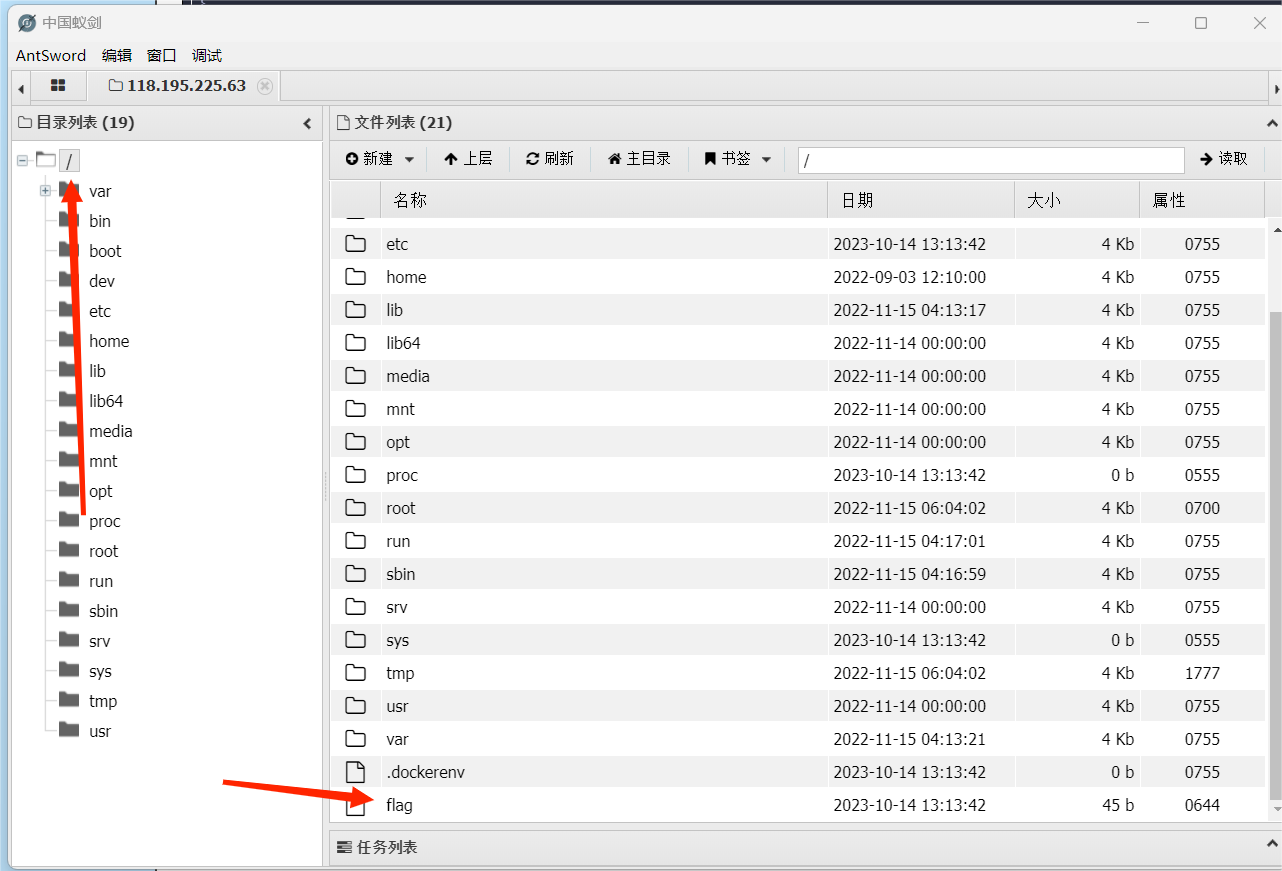 中国蚁剑
AntSword 编辑 窗口 调试
118.195.225.63
目录列表 (19)
/
var
bin
boot
dev
etc
home
lib
lib64
media
mnt
opt
proc
root
run
sbin
srv
sys
tmp
usr
文件列表 (21)
新建 上层 刷新 主目录 书签 / 读取
名称 日期 大小 属性
etc 2023-10-14 13:13:42 4 Kb 0755
home 2022-09-03 12:10:00 4 Kb 0755
lib 2022-11-15 04:13:17 4 Kb 0755
lib64 2022-11-14 00:00:00 4 Kb 0755
media 2022-11-14 00:00:00 4 Kb 0755
mnt 2022-11-14 00:00:00 4 Kb 0755
opt 2022-11-14 00:00:00 4 Kb 0755
proc 2023-10-14 13:13:42 0 b 0555
root 2022-11-15 06:04:02 4 Kb 0700
run 2022-11-15 04:17:01 4 Kb 0755
sbin 2022-11-15 04:16:59 4 Kb 0755
srv 2022-11-14 00:00:00 4 Kb 0755
sys 2023-10-14 13:13:42 0 b 0555
tmp 2022-11-15 06:04:02 4 Kb 1777
usr 2022-11-14 00:00:00 4 Kb 0755
var 2022-11-15 04:13:21 4 Kb 0755
.dockerenv 2023-10-14 13:13:42 0 b 0755
flag 2023-10-14 13:13:42 45 b 0644
任务列表